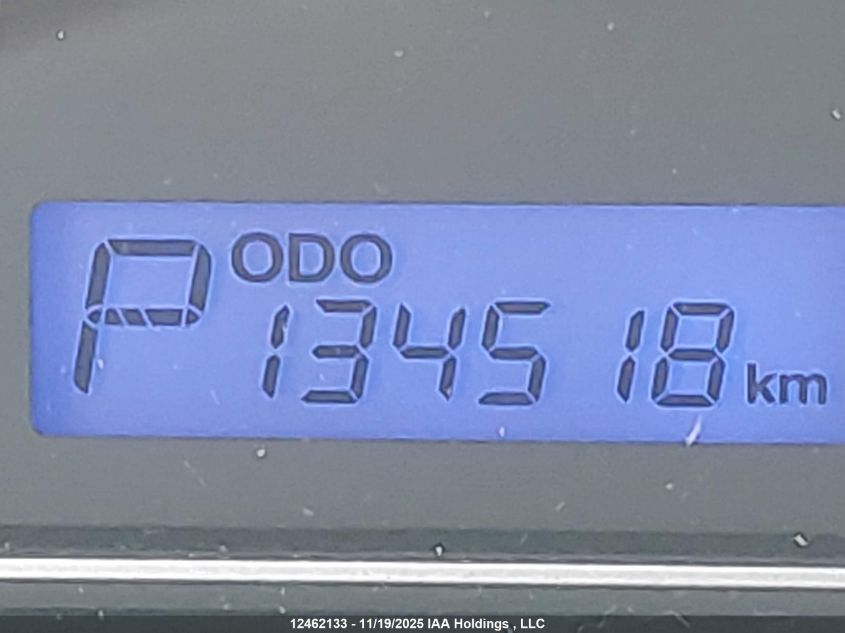 P ODO
134518 km
12462133 - 11/19/2025 IAA Holdings , LLC